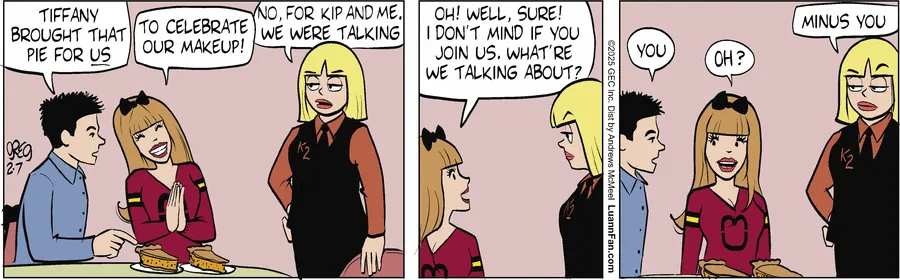 TIFFANY
BROUGHT THAT
PIE FOR US
TO CELEBRATE
OUR MAKEUP!
NO, FOR KIP AND ME.
WE WERE TALKING
K2
GREG
2-7
OH! WELL, SURE!
I DON'T MIND IF YOU
JOIN US. WHAT'RE
WE TALKING ABOUT?
K2
©2025 GEC Inc. Dist by Andrews McMeel LuannFan.com
YOU
OH?
MINUS YOU
K2